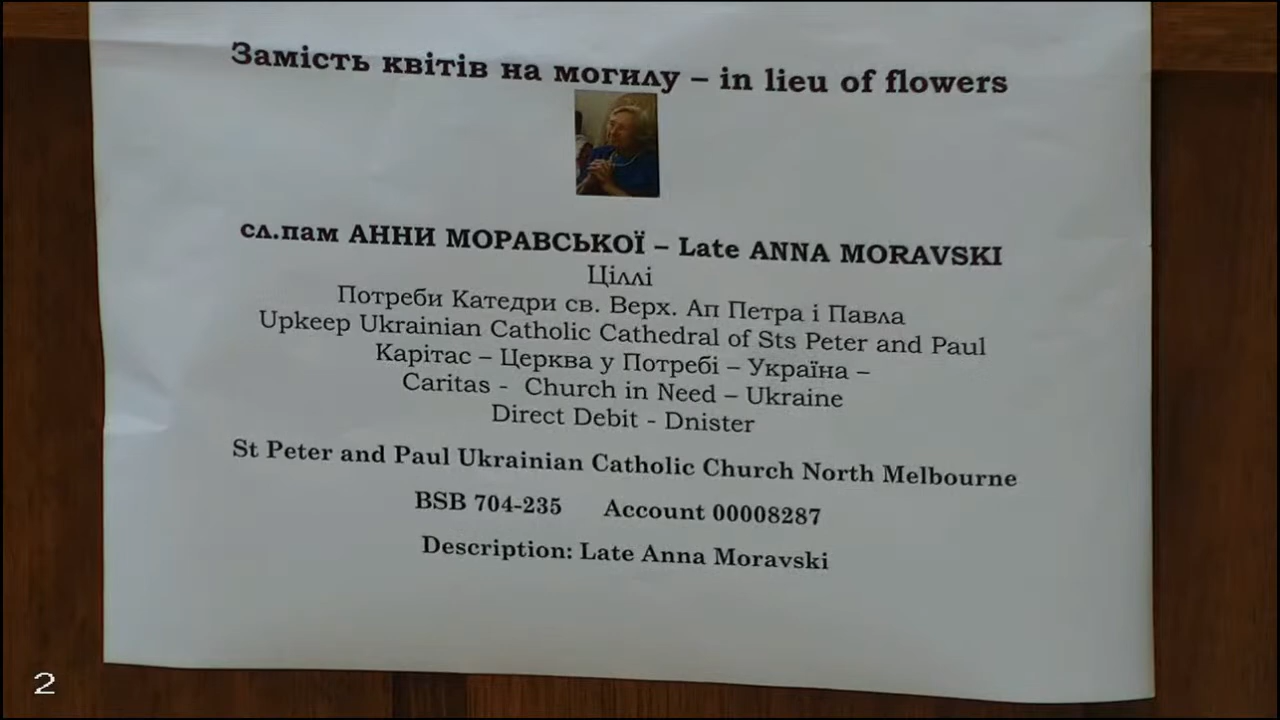 Замість квітів на могилу – in lieu of flowers
сл.пам АННИ МОРАВСЬКОЇ – Late ANNA MORAVSKI
Ціллі
Потреби Катедри св. Верх. Ап Петра і Павла
Upkeep Ukrainian Catholic Cathedral of Sts Peter and Paul
Карітас – Церква у Потребі – Україна –
Caritas - Church in Need – Ukraine
Direct Debit - Dnister
St Peter and Paul Ukrainian Catholic Church North Melbourne
BSB 704-235 Account 00008287
Description: Late Anna Moravski
2